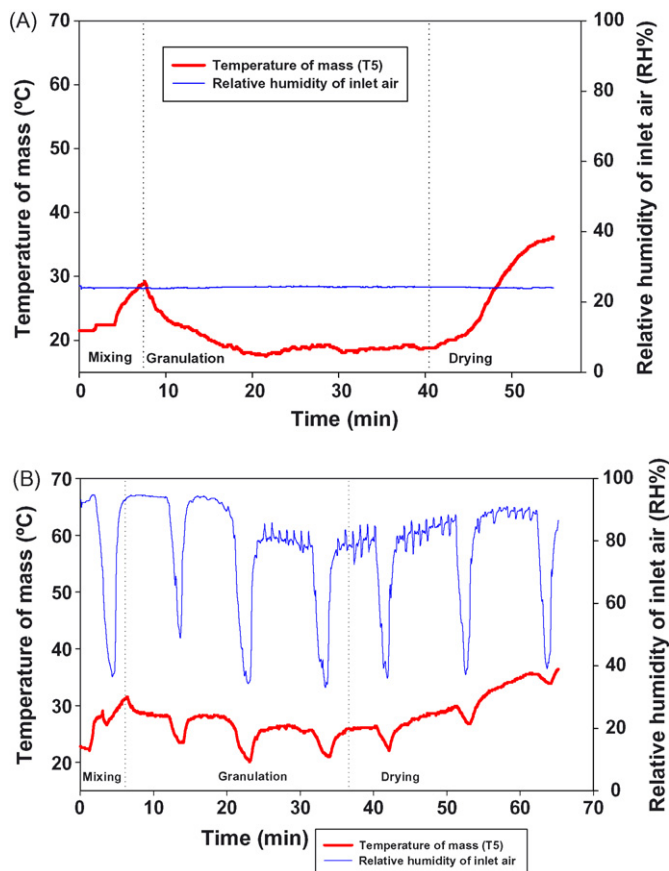 (A)
Temperature of mass (ºC)
70
60
50
40
30
20
Temperature of mass (T5)
Relative humidity of inlet air
Mixing
Granulation
Drying
0
10
20
30
40
50
Time (min)
100
80
60
40
20
0
Relative humidity of inlet air (RH%)
(B)
Temperature of mass (ºC)
70
60
50
40
30
20
Mixing
Granulation
Drying
0
10
20
30
40
50
60
70
Time (min)
100
80
60
40
20
0
Relative humidity of inlet air (RH%)
Temperature of mass (T5)
Relative humidity of inlet air